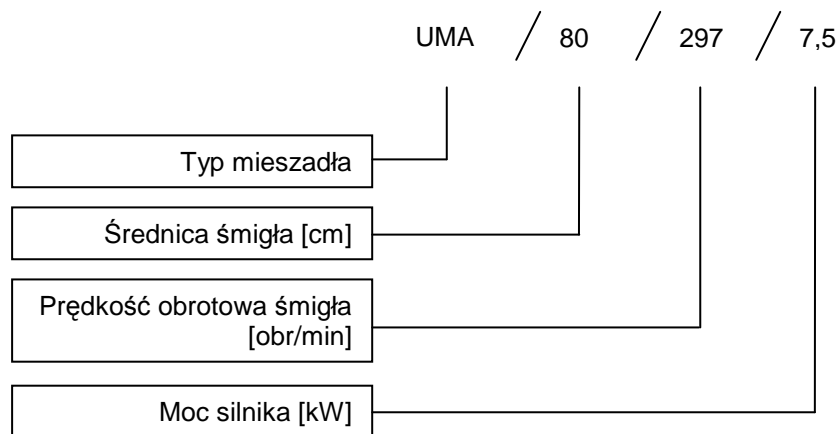 UMA / 80 / 297 / 7,5
Typ mieszadła
Średnica śmigła [cm]
Prędkość obrotowa śmigła
[obr/min]
Moc silnika [kW]